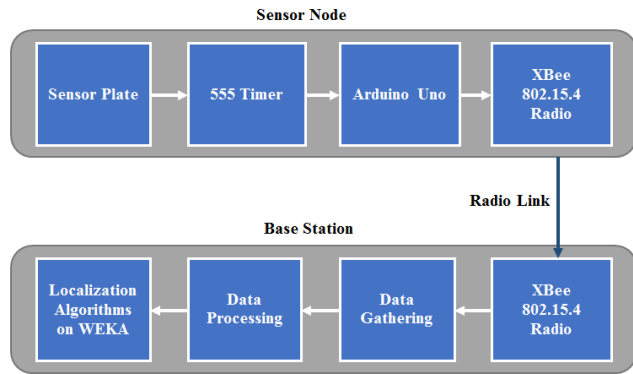 Sensor Node
Sensor Plate
555 Timer
Arduino Uno
XBee
802.15.4
Radio
Radio Link
Base Station
Localization
Algorithms
on WEKA
Data
Processing
Data
Gathering
XBee
802.15.4
Radio